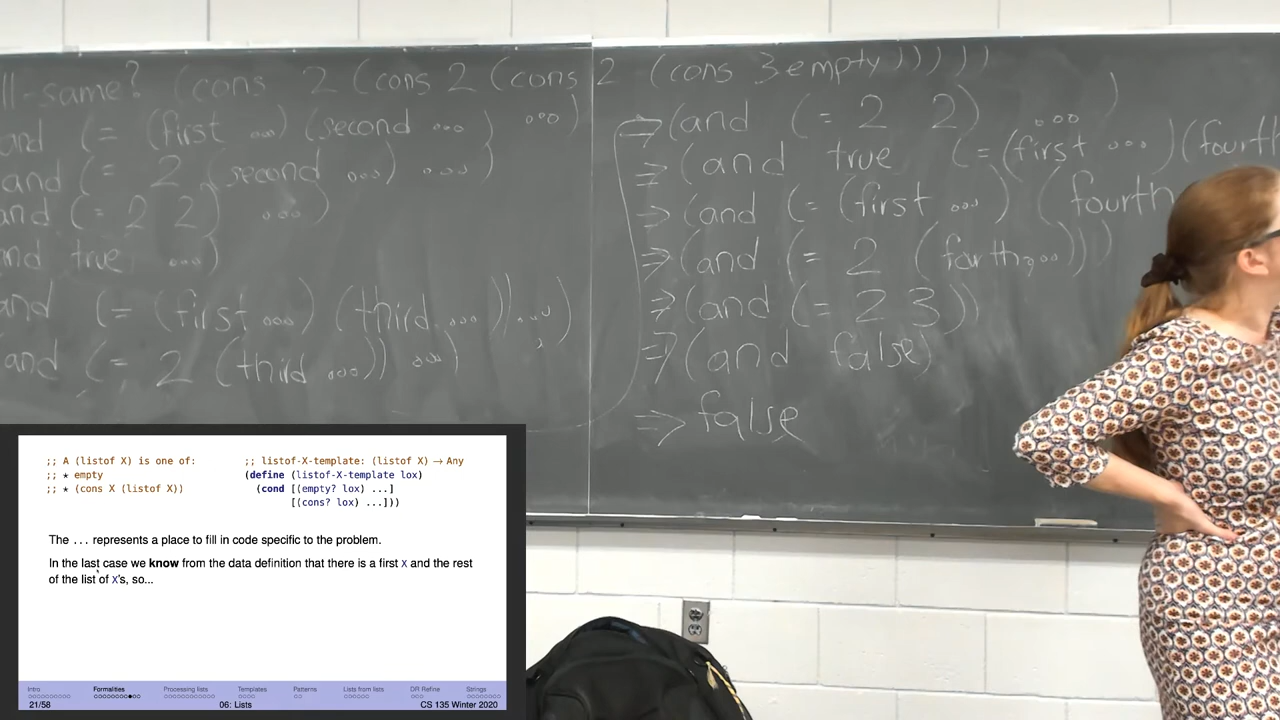 ll-same? (cons 2 (cons 2 (cons 2 (cons 3 empty)))))
and (= (first ...) (second ...) ...)
and (= 2 (second ...) ...)
and (= 2 2) ...)
nd true ...)
and (= (first ...) (third ...)) ...)
and (= 2 (third ...)) ...)
⇒ (and (= 2 2) ... )
⇒ (and true (= (first ...) (fourth
⇒ (and (= (first ...) (fourth
⇒ (and (= 2 (forth...)))
⇒ (and (= 2 3))
⇒ (and false)
⇒ false
;; A (listof X) is one of:
;; * empty
;; * (cons X (listof X))
;; listof-X-template: (listof X) → Any
(define (listof-X-template lox)
(cond [(empty? lox) ...]
[(cons? lox) ...]))
The ... represents a place to fill in code specific to the problem.
In the last case we know from the data definition that there is a first X and the rest
of the list of X's, so...
Intro Formalities Processing lists Templates Patterns Lists from lists DR Refine Strings
21/58 06: Lists CS 135 Winter 2020